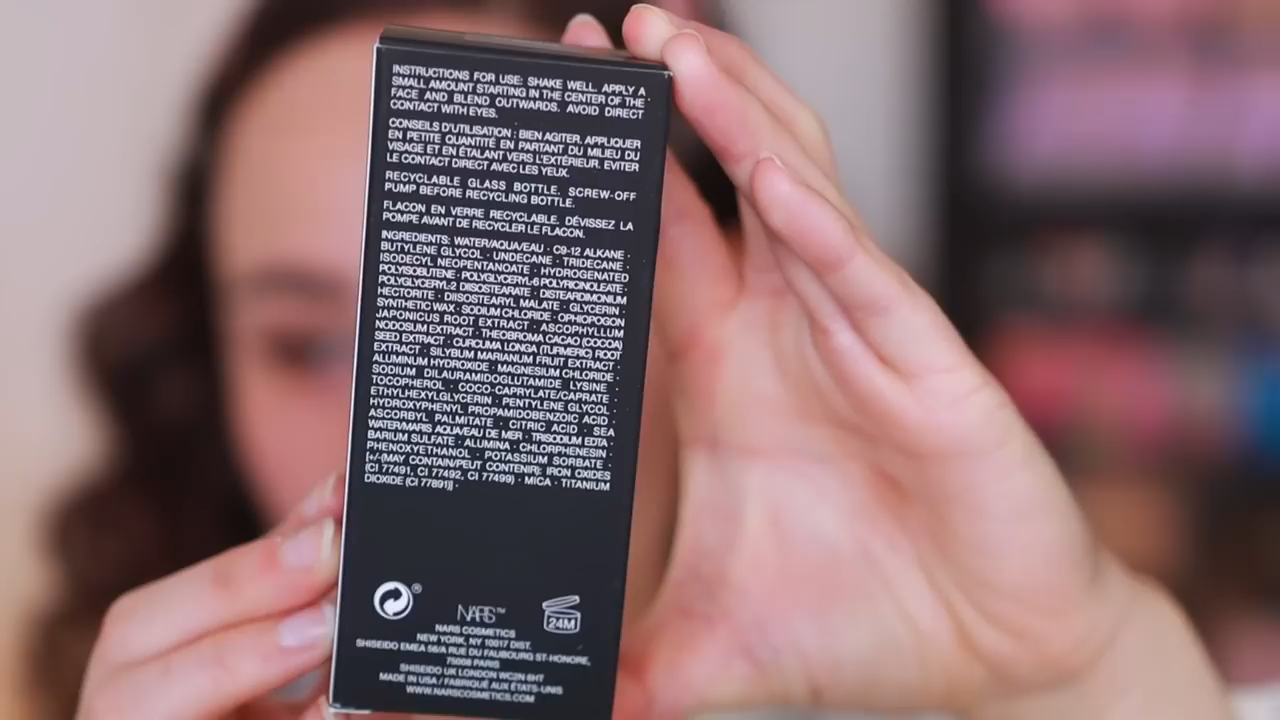 INSTRUCTIONS FOR USE: SHAKE WELL. APPLY A
SMALL AMOUNT STARTING IN THE CENTER OF THE
FACE AND BLEND OUTWARDS. AVOID DIRECT
CONTACT WITH EYES.
CONSEILS D'UTILISATION : BIEN AGITER. APPLIQUER
EN PETITE QUANTITÉ EN PARTANT DU MILIEU DU
VISAGE ET EN ÉTALANT VERS L'EXTÉRIEUR. EVITER
LE CONTACT DIRECT AVEC LES YEUX.
RECYCLABLE GLASS BOTTLE. SCREW-OFF
PUMP BEFORE RECYCLING BOTTLE.
FLACON EN VERRE RECYCLABLE. DÉVISSEZ LA
POMPE AVANT DE RECYCLER LE FLACON.
INGREDIENTS: WATER/AQUA/EAU · C9-12 ALKANE ·
BUTYLENE GLYCOL · UNDECANE · TRIDECANE ·
ISODECYL NEOPENTANOATE · HYDROGENATED
POLYISOBUTENE · POLYGLYCERYL-6 POLYRICINOLEATE ·
POLYGLYCERYL-2 DIISOSTEARATE · DISTEARDIMONIUM
HECTORITE · DIISOSTEARYL MALATE · GLYCERIN ·
SYNTHETIC WAX · SODIUM CHLORIDE · OPHIOPOGON
JAPONICUS ROOT EXTRACT · ASCOPHYLLUM
NODOSUM EXTRACT · THEOBROMA CACAO (COCOA)
SEED EXTRACT · CURCUMA LONGA (TURMERIC) ROOT
EXTRACT · SILYBUM MARIANUM FRUIT EXTRACT ·
ALUMINUM HYDROXIDE · MAGNESIUM CHLORIDE ·
SODIUM DILAURAMIDOGLUTAMIDE LYSINE ·
TOCOPHEROL · COCO-CAPRYLATE/CAPRATE ·
ETHYLHEXYLGLYCERIN · PENTYLENE GLYCOL ·
HYDROXYPHENYL PROPAMIDOBENZOIC ACID ·
ASCORBYL PALMITATE · CITRIC ACID · SEA
WATER/MARIS AQUA/EAU DE MER · TRISODIUM EDTA ·
BARIUM SULFATE · ALUMINA · CHLORPHENESIN ·
PHENOXYETHANOL · POTASSIUM SORBATE ·
[+/-(MAY CONTAIN/PEUT CONTENIR): IRON OXIDES
(CI 77491, CI 77492, CI 77499) · MICA · TITANIUM
DIOXIDE (CI 77891)] ·
®
NARS™
24M
NARS COSMETICS
NEW YORK, NY 10017 DIST.
SHISEIDO EMEA 56/A RUE DU FAUBOURG ST-HONORE,
75008 PARIS
SHISEIDO UK LONDON WC2N 6HT
MADE IN USA / FABRIQUÉ AUX ÉTATS-UNIS
WWW.NARSCOSMETICS.COM